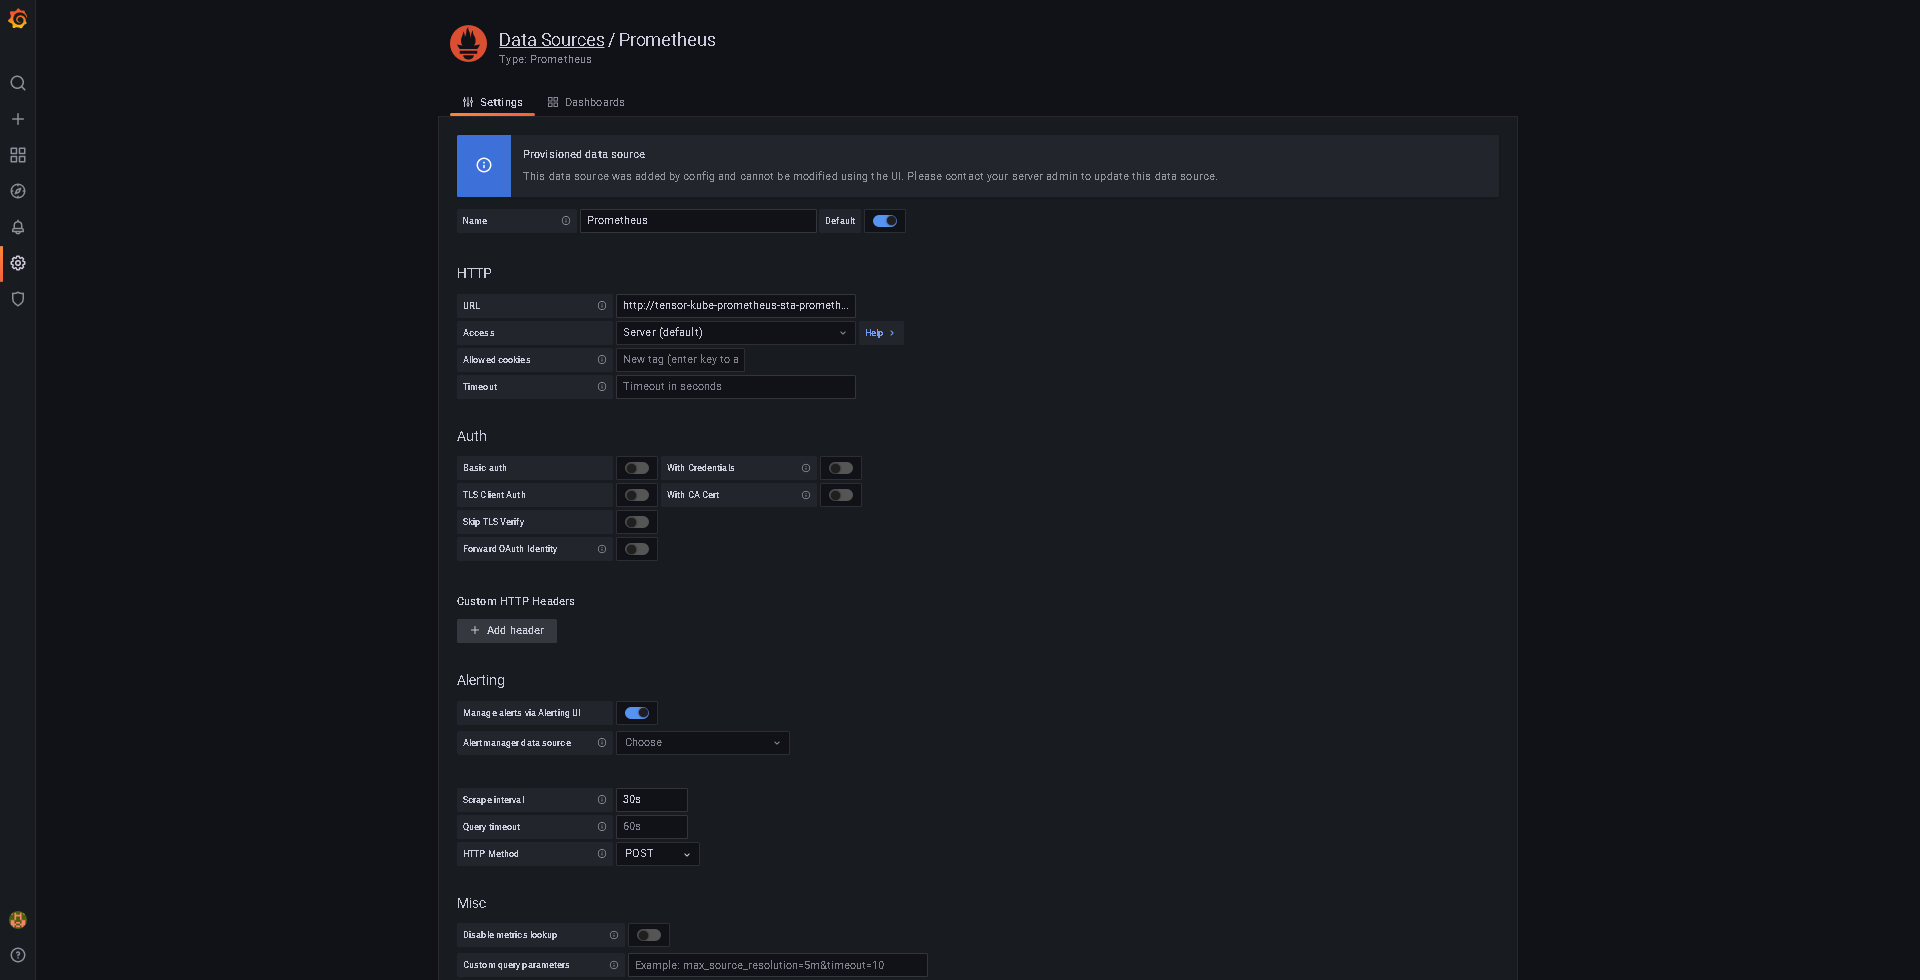 Data Sources / Prometheus
Type: Prometheus
Settings Dashboards
Provisioned data source
This data source was added by config and cannot be modified using the UI. Please contact your server admin to update this data source.
Name Prometheus Default
HTTP
URL http://tensor-kube-prometheus-sta-prometh...
Access Server (default) Help
Allowed cookies New tag (enter key to a
Timeout Timeout in seconds
Auth
Basic auth With Credentials
TLS Client Auth With CA Cert
Skip TLS Verify
Forward OAuth Identity
Custom HTTP Headers
Add header
Alerting
Manage alerts via Alerting UI
Alertmanager data source Choose
Scrape interval 30s
Query timeout 60s
HTTP Method POST
Misc
Disable metrics lookup
Custom query parameters Example: max_source_resolution=5m&timeout=10